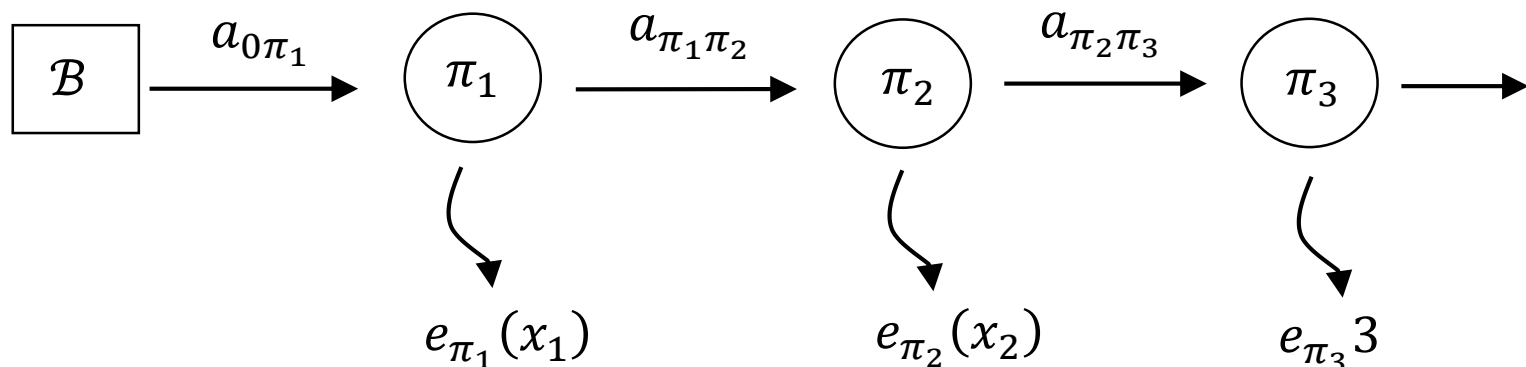 a_{0π_1} a_{π_1π_2} a_{π_2π_3}
ℬ π_1 π_2 π_3
e_{π_1}(x_1) e_{π_2}(x_2) e_{π_3}3